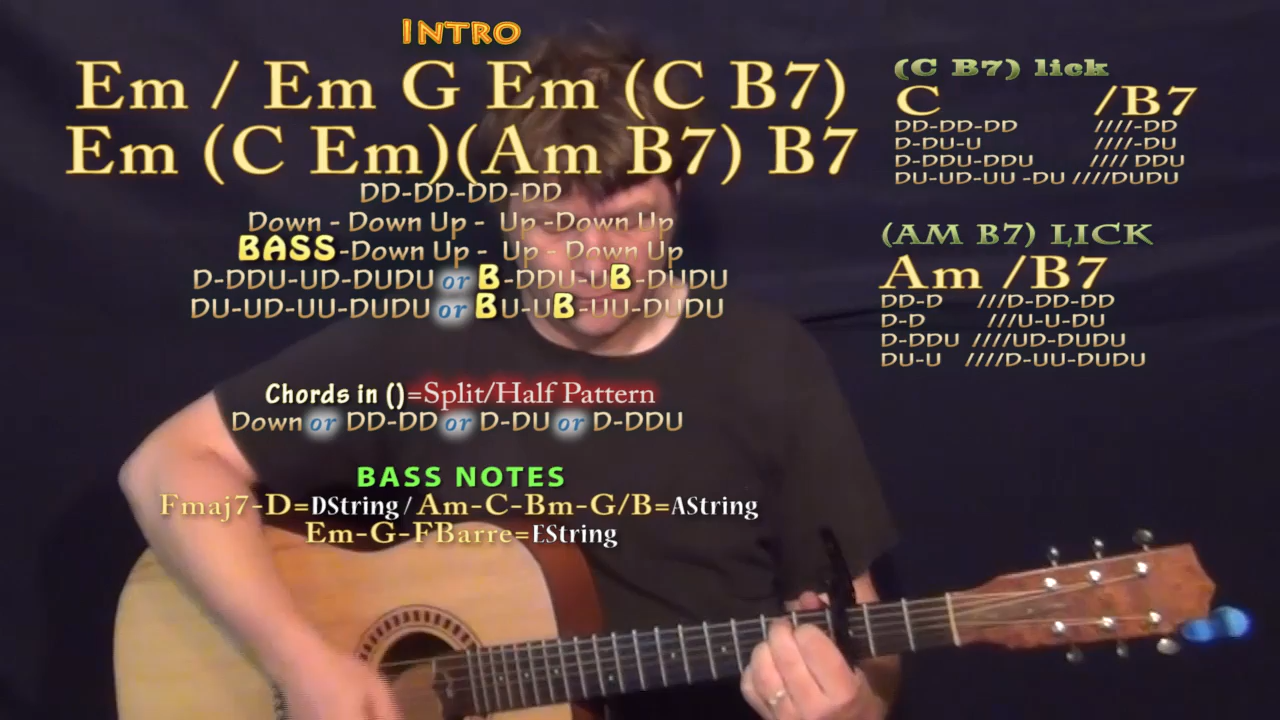 INTRO
Em / Em G Em (C B7)
Em (C Em)(Am B7) B7
DD-DD-DD-DD
Down - Down Up - Up -Down Up
BASS-Down Up - Up - Down Up
D-DDU-UD-DUDU or B-DDU-UB-DUDU
DU-UD-UU-DUDU or BU-UB-UU-DUDU
Chords in ()=Split/Half Pattern
Down or DD-DD or D-DU or D-DDU
BASS NOTES
Fmaj7-D=DString / Am-C-Bm-G/B=AString
Em-G-FBarre=EString
(C B7) lick
C /B7
DD-DD-DD ////-DD
D-DU-U ////-DU
D-DDU-DDU //// DDU
DU-UD-UU -DU ////DUDU
(AM B7) LICK
Am /B7
DD-D ///D-DD-DD
D-D ///U-U-DU
D-DDU ////UD-DUDU
DU-U ////D-UU-DUDU